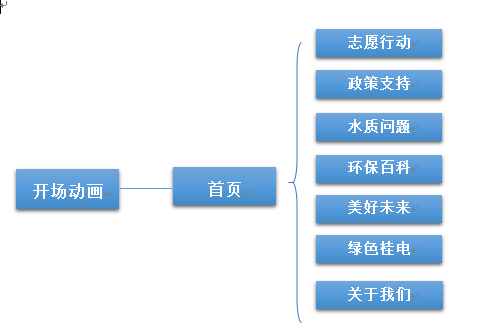 开场动画
首页
志愿行动
政策支持
水质问题
环保百科
美好未来
绿色桂电
关于我们